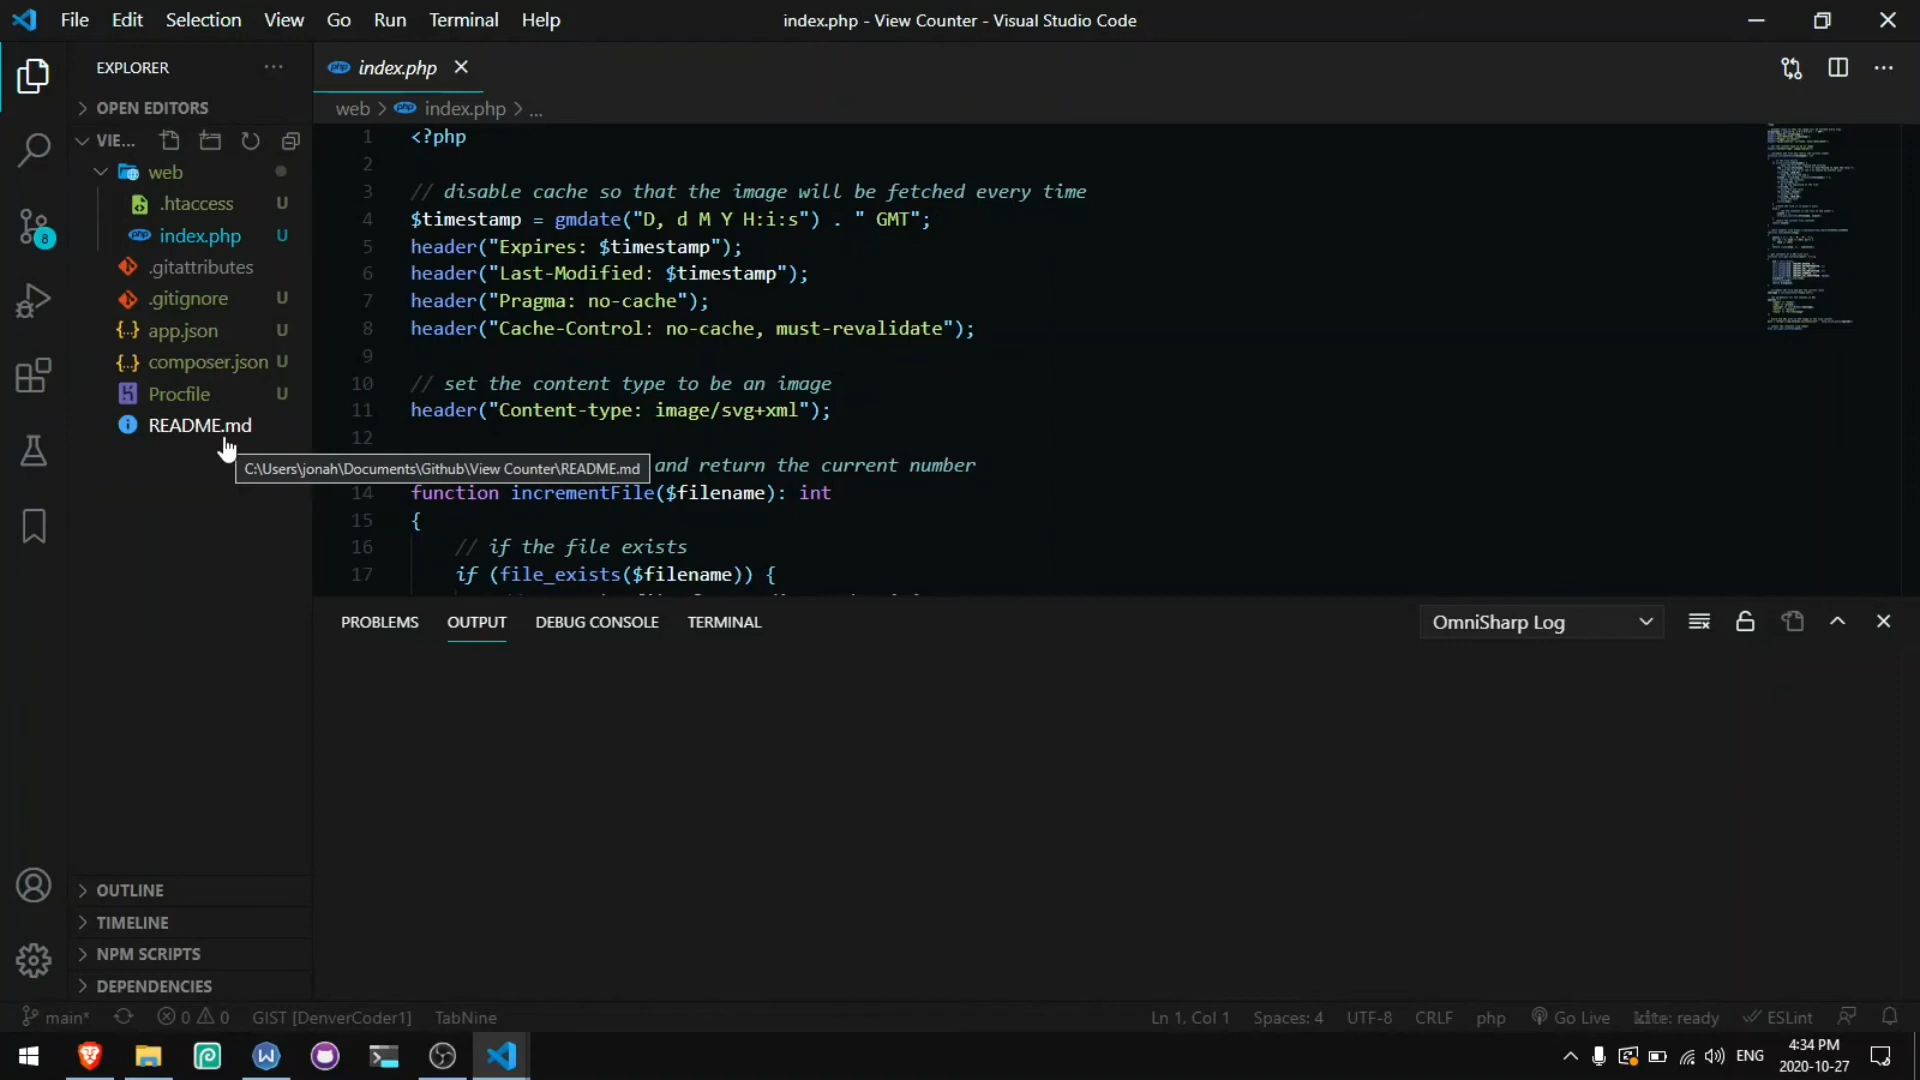 File Edit Selection View Go Run Terminal Help
index.php - View Counter - Visual Studio Code
EXPLORER
OPEN EDITORS
VIE...
web
.htaccess U
index.php U
.gitattributes
.gitignore U
{..} app.json U
{..} composer.json U
Procfile U
README.md
C:\Users\jonah\Documents\Github\View Counter\README.md
OUTLINE
TIMELINE
NPM SCRIPTS
DEPENDENCIES
8
php index.php
web > php index.php > ...
1 <?php
2
3 // disable cache so that the image will be fetched every time
4 $timestamp = gmdate("D, d M Y H:i:s") . " GMT";
5 header("Expires: $timestamp");
6 header("Last-Modified: $timestamp");
7 header("Pragma: no-cache");
8 header("Cache-Control: no-cache, must-revalidate");
9
10 // set the content type to be an image
11 header("Content-type: image/svg+xml");
12
and return the current number
14 function incrementFile($filename): int
15 {
16 // if the file exists
17 if (file_exists($filename)) {
PROBLEMS OUTPUT DEBUG CONSOLE TERMINAL
OmniSharp Log
main* 0 0 GIST [DenverCoder1] TabNine
Ln 1, Col 1 Spaces: 4 UTF-8 CRLF php Go Live kite: ready ESLint
ENG
4:34 PM
2020-10-27